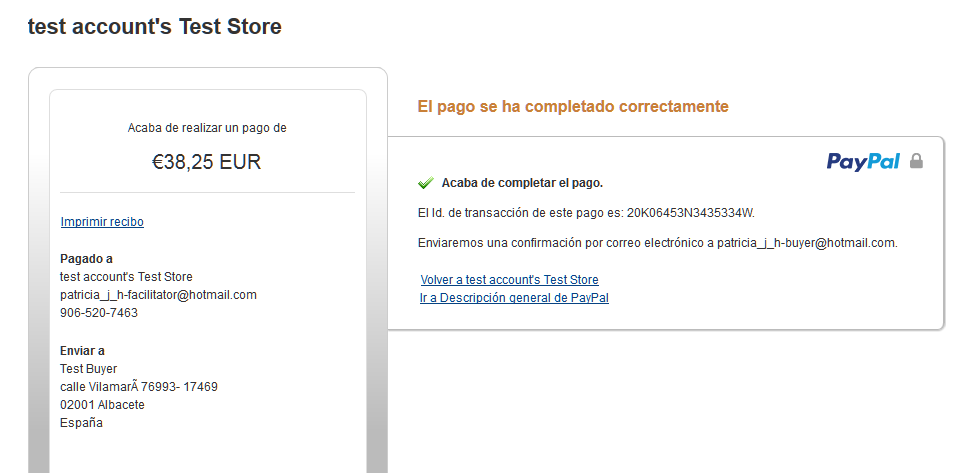 test account's Test Store
Acaba de realizar un pago de
€38,25 EUR
Imprimir recibo
Pagado a
test account's Test Store
patricia_j_h-facilitator@hotmail.com
906-520-7463
Enviar a
Test Buyer
calle VilamarÃ 76993- 17469
02001 Albacete
España
El pago se ha completado correctamente
PayPal
Acaba de completar el pago.
El Id. de transacción de este pago es: 20K06453N3435334W.
Enviaremos una confirmación por correo electrónico a patricia_j_h-buyer@hotmail.com.
Volver a test account's Test Store
Ir a Descripción general de PayPal